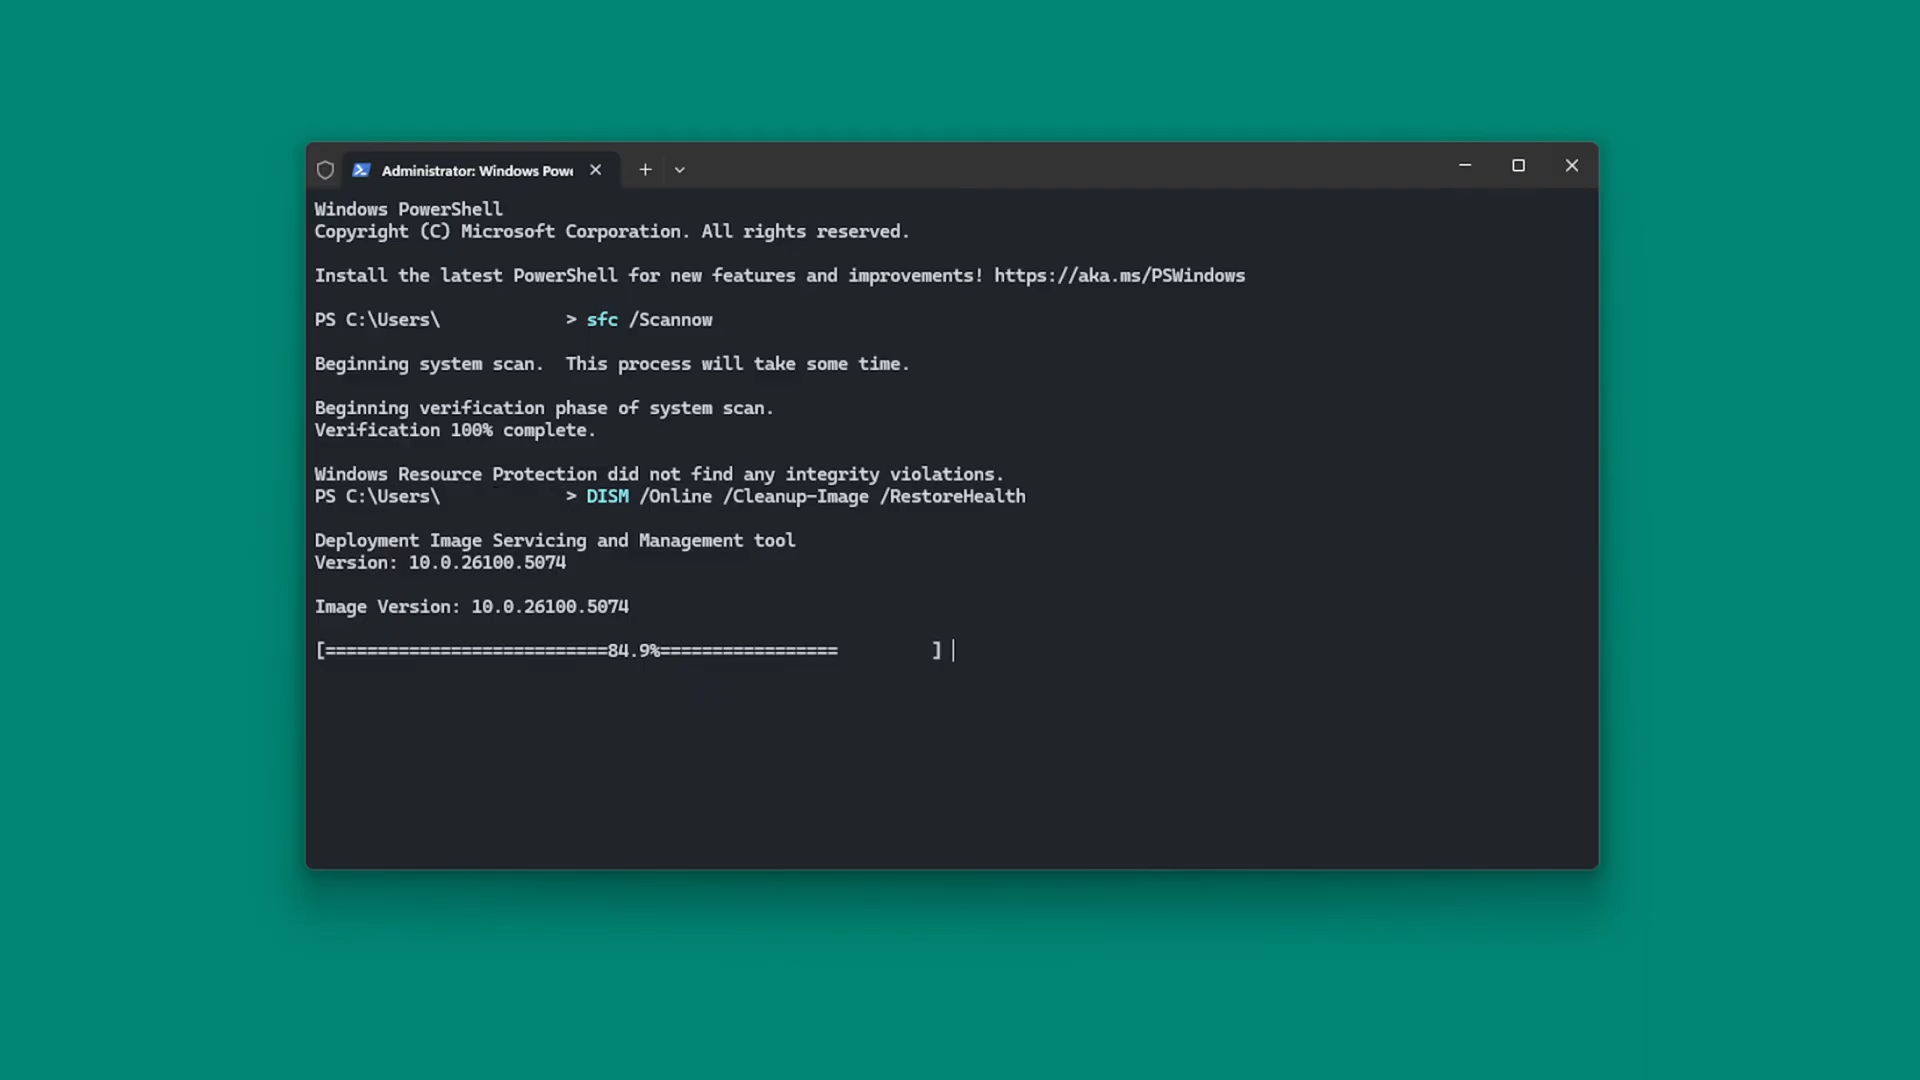 Administrator: Windows Powe
Windows PowerShell
Copyright (C) Microsoft Corporation. All rights reserved.
Install the latest PowerShell for new features and improvements! https://aka.ms/PSWindows
PS C:\Users\ > sfc /Scannow
Beginning system scan.  This process will take some time.
Beginning verification phase of system scan.
Verification 100% complete.
Windows Resource Protection did not find any integrity violations.
PS C:\Users\ > DISM /Online /Cleanup-Image /RestoreHealth
Deployment Image Servicing and Management tool
Version: 10.0.26100.5074
Image Version: 10.0.26100.5074
[===========================84.9%=================         ]